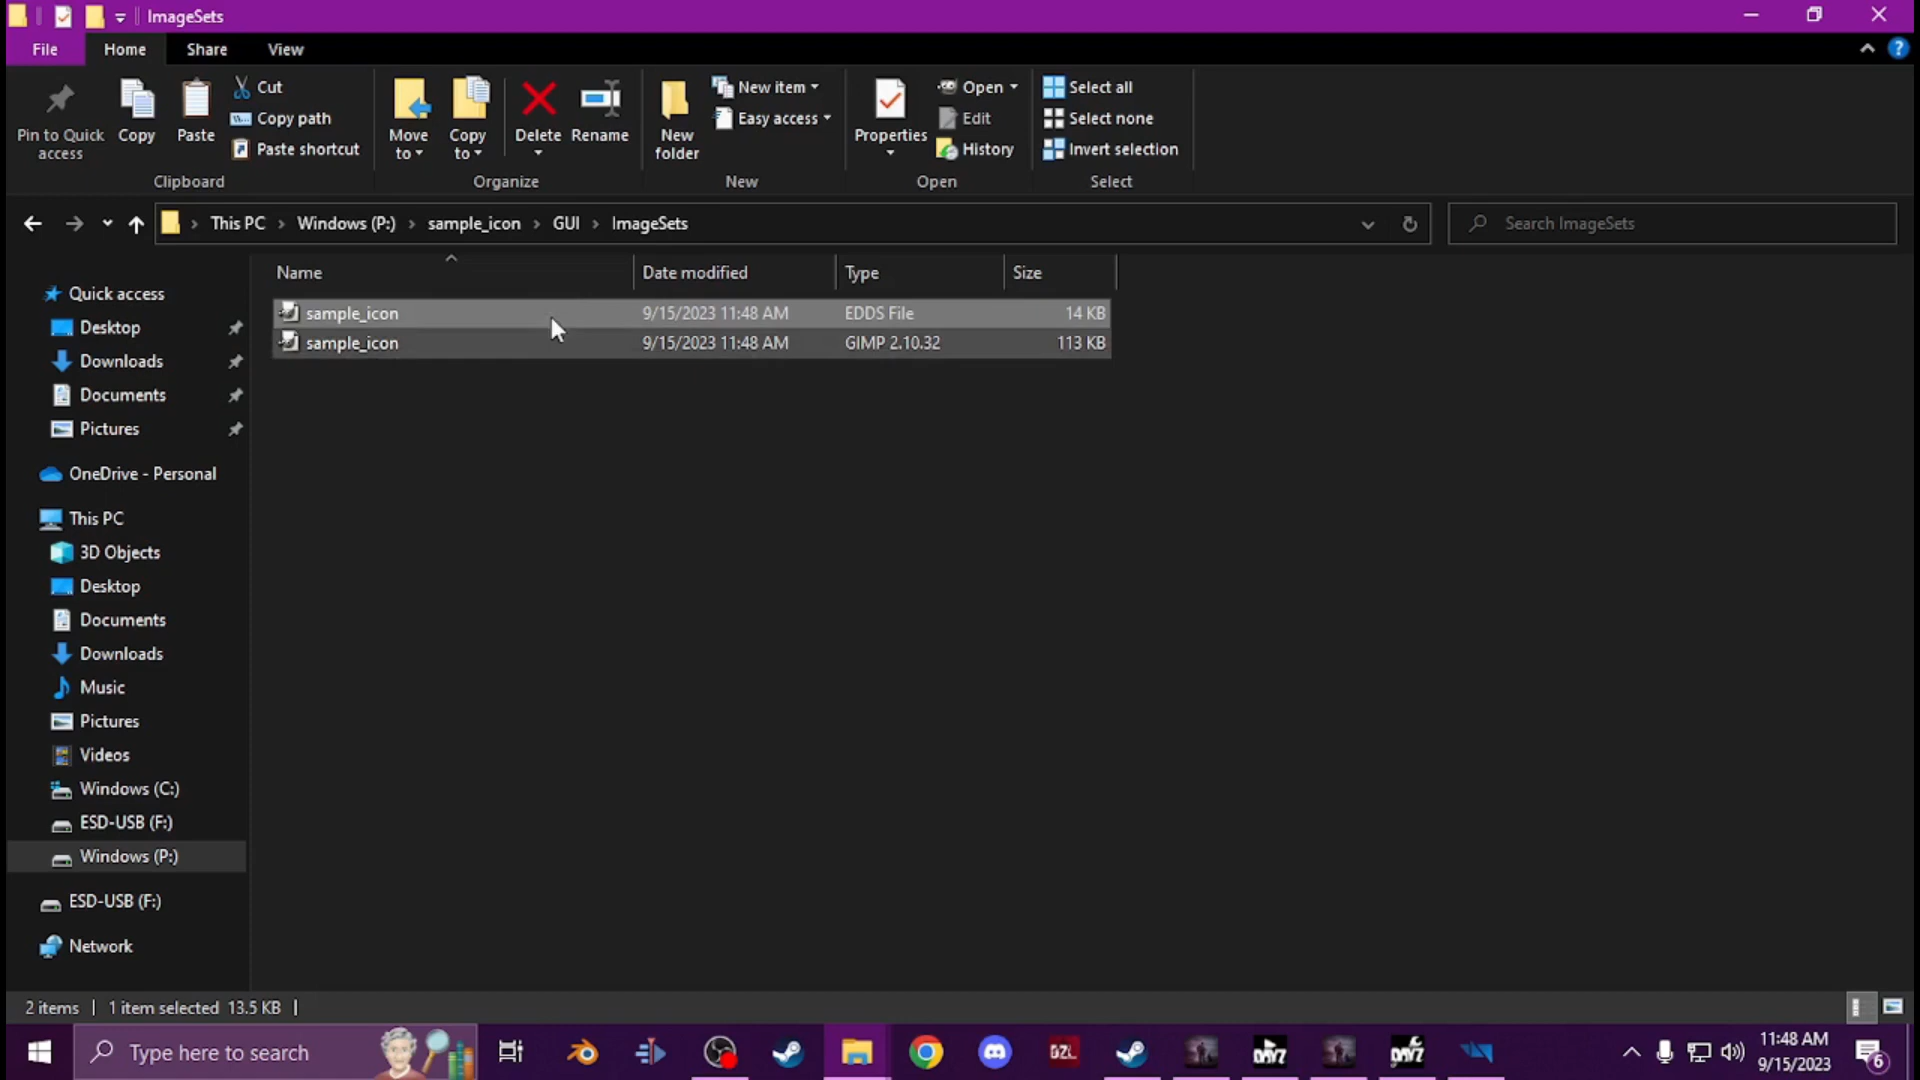 ImageSets
File Home Share View
Pin to Quick access
Copy
Paste
Cut
Copy path
Paste shortcut
Move to
Copy to
Delete
Rename
New folder
New item
Easy access
Properties
Open
Edit
History
Select all
Select none
Invert selection
Clipboard Organize New Open Select
This PC Windows (P:) sample_icon GUI ImageSets
Search ImageSets
Name Date modified Type Size
sample_icon 9/15/2023 11:48 AM EDDS File 14 KB
sample_icon 9/15/2023 11:48 AM GIMP 2.10.32 113 KB
Quick access
Desktop
Downloads
Documents
Pictures
OneDrive - Personal
This PC
3D Objects
Desktop
Documents
Downloads
Music
Pictures
Videos
Windows (C:)
ESD-USB (F:)
Windows (P:)
ESD-USB (F:)
Network
2 items 1 item selected 13.5 KB
Type here to search
DZL
DAYZ
DAYZ
11:48 AM
9/15/2023
6